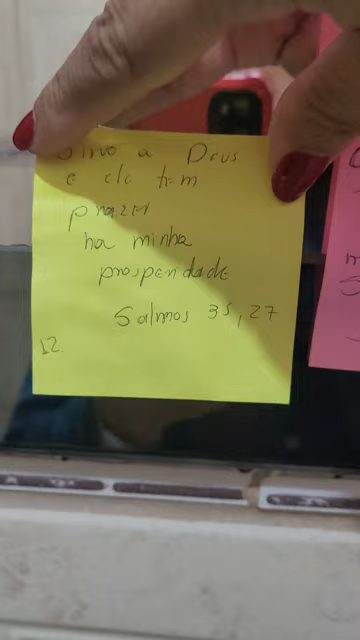 Sirvo a Deus
e ele tem
prazer
na minha
prosperidade
Salmos 35,27
12.